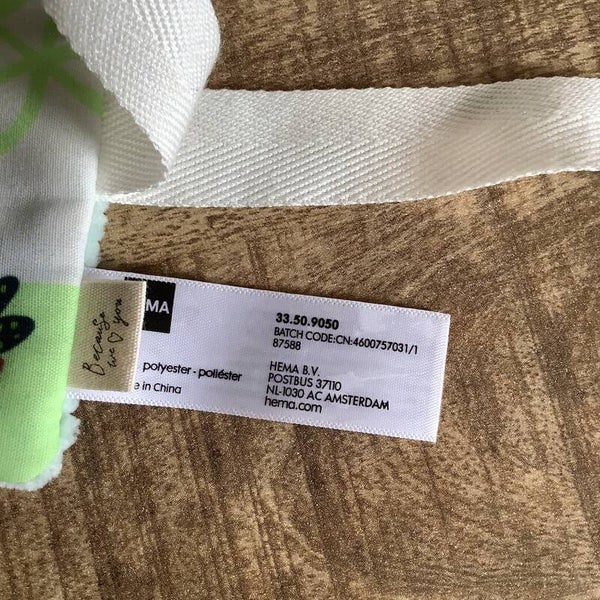 MA
polyester - poliéster
in China
33.50.9050
BATCH CODE:CN:4600757031/1
87588
HEMA B.V.
POSTBUS 37110
NL-1030 AC AMSTERDAM
hema.com
Because
we ♡ you